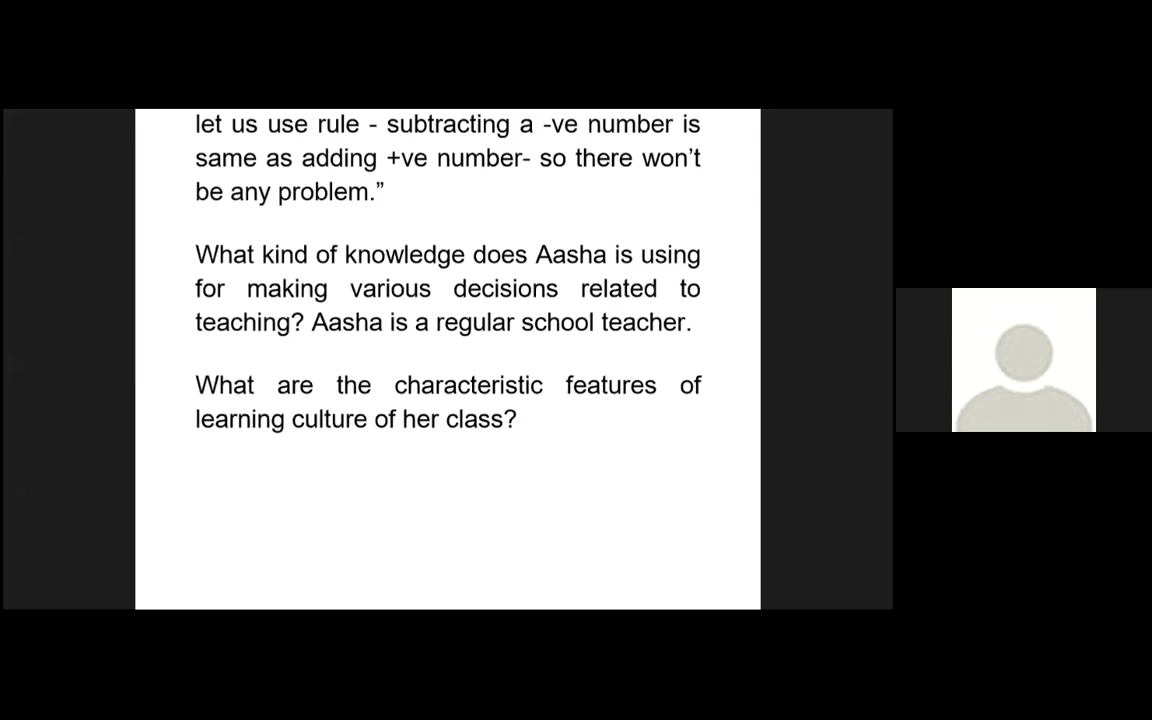 let us use rule - subtracting a -ve number is
same as adding +ve number- so there won’t
be any problem.”
What kind of knowledge does Aasha is using
for making various decisions related to
teaching? Aasha is a regular school teacher.
What are the characteristic features of
learning culture of her class?